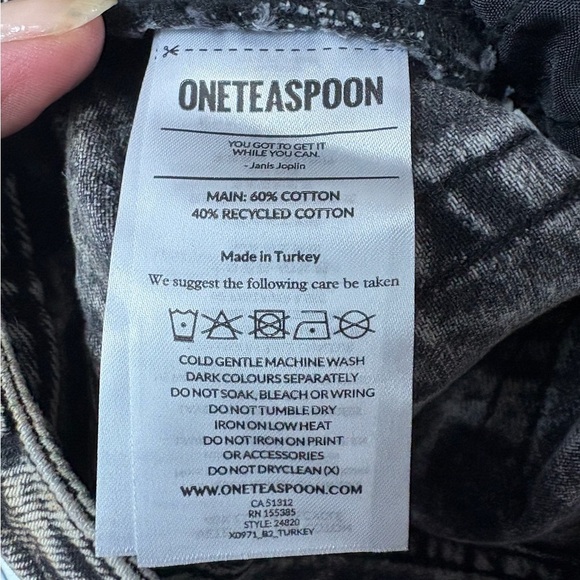 ONETEASPOON
YOU GOT TO GET IT
WHILE YOU CAN.
- Janis Joplin
MAIN: 60% COTTON
40% RECYCLED COTTON
Made in Turkey
We suggest the following care be taken
COLD GENTLE MACHINE WASH
DARK COLOURS SEPARATELY
DO NOT SOAK, BLEACH OR WRING
DO NOT TUMBLE DRY
IRON ON LOW HEAT
DO NOT IRON ON PRINT
OR ACCESSORIES
DO NOT DRYCLEAN (X)
WWW.ONETEASPOON.COM
CA 51312
RN 155385
STYLE: 24820
XD971_B2_TURKEY